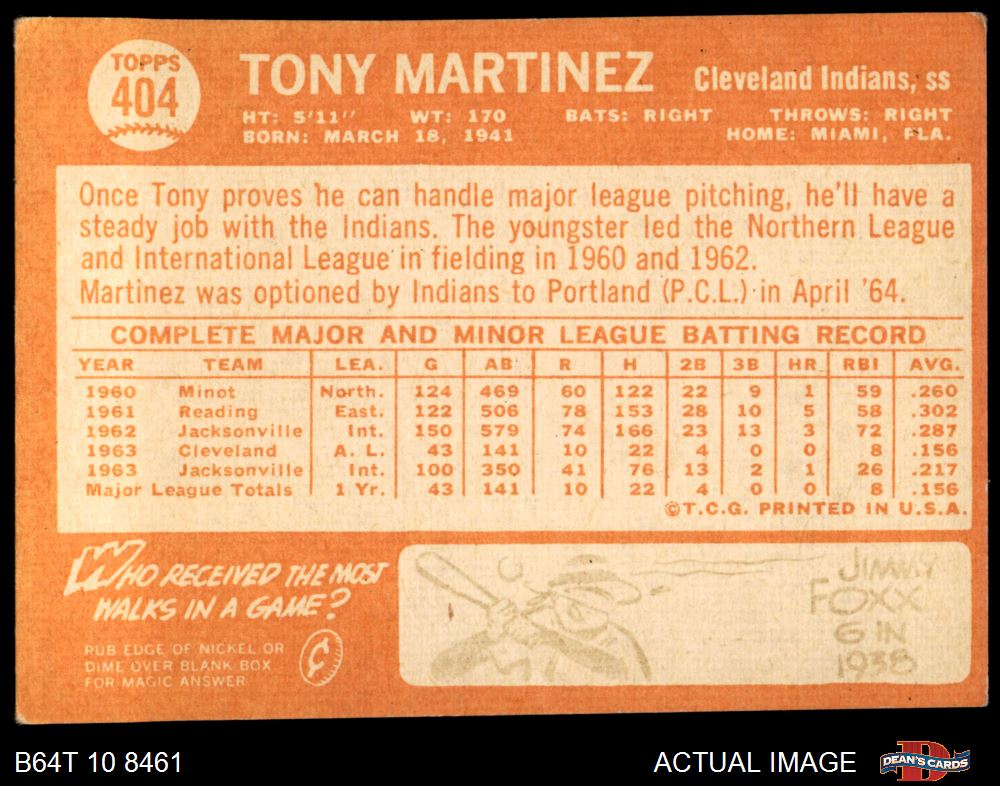 TOPPS
404
TONY MARTINEZ
Cleveland Indians, ss
HT: 5'11" WT: 170 BATS: RIGHT THROWS: RIGHT
BORN: MARCH 18, 1941 HOME: MIAMI, FLA.
Once Tony proves he can handle major league pitching, he'll have a
steady job with the Indians. The youngster led the Northern League
and International League in fielding in 1960 and 1962.
Martinez was optioned by Indians to Portland (P.C.L.) in April '64.
COMPLETE MAJOR AND MINOR LEAGUE BATTING RECORD
YEAR TEAM LEA. G AB R H 2B 3B HR RBI AVG.
1960 Minot North. 124 469 60 122 22 9 1 59 .260
1961 Reading East. 122 506 78 153 28 10 5 58 .302
1962 Jacksonville Int. 150 579 74 166 23 13 3 72 .287
1963 Cleveland A. L. 43 141 10 22 4 0 0 8 .156
1963 Jacksonville Int. 100 350 41 76 13 2 1 26 .217
Major League Totals 1 Yr. 43 141 10 22 4 0 0 8 .156
©T.C.G. PRINTED IN U.S.A.
WHO RECEIVED THE MOST
WALKS IN A GAME?
RUB EDGE OF NICKEL OR
DIME OVER BLANK BOX
FOR MAGIC ANSWER
¢
JIMMY
FOXX
6 IN
1938
B64T 10 8461
ACTUAL IMAGE
DEAN'S CARDS